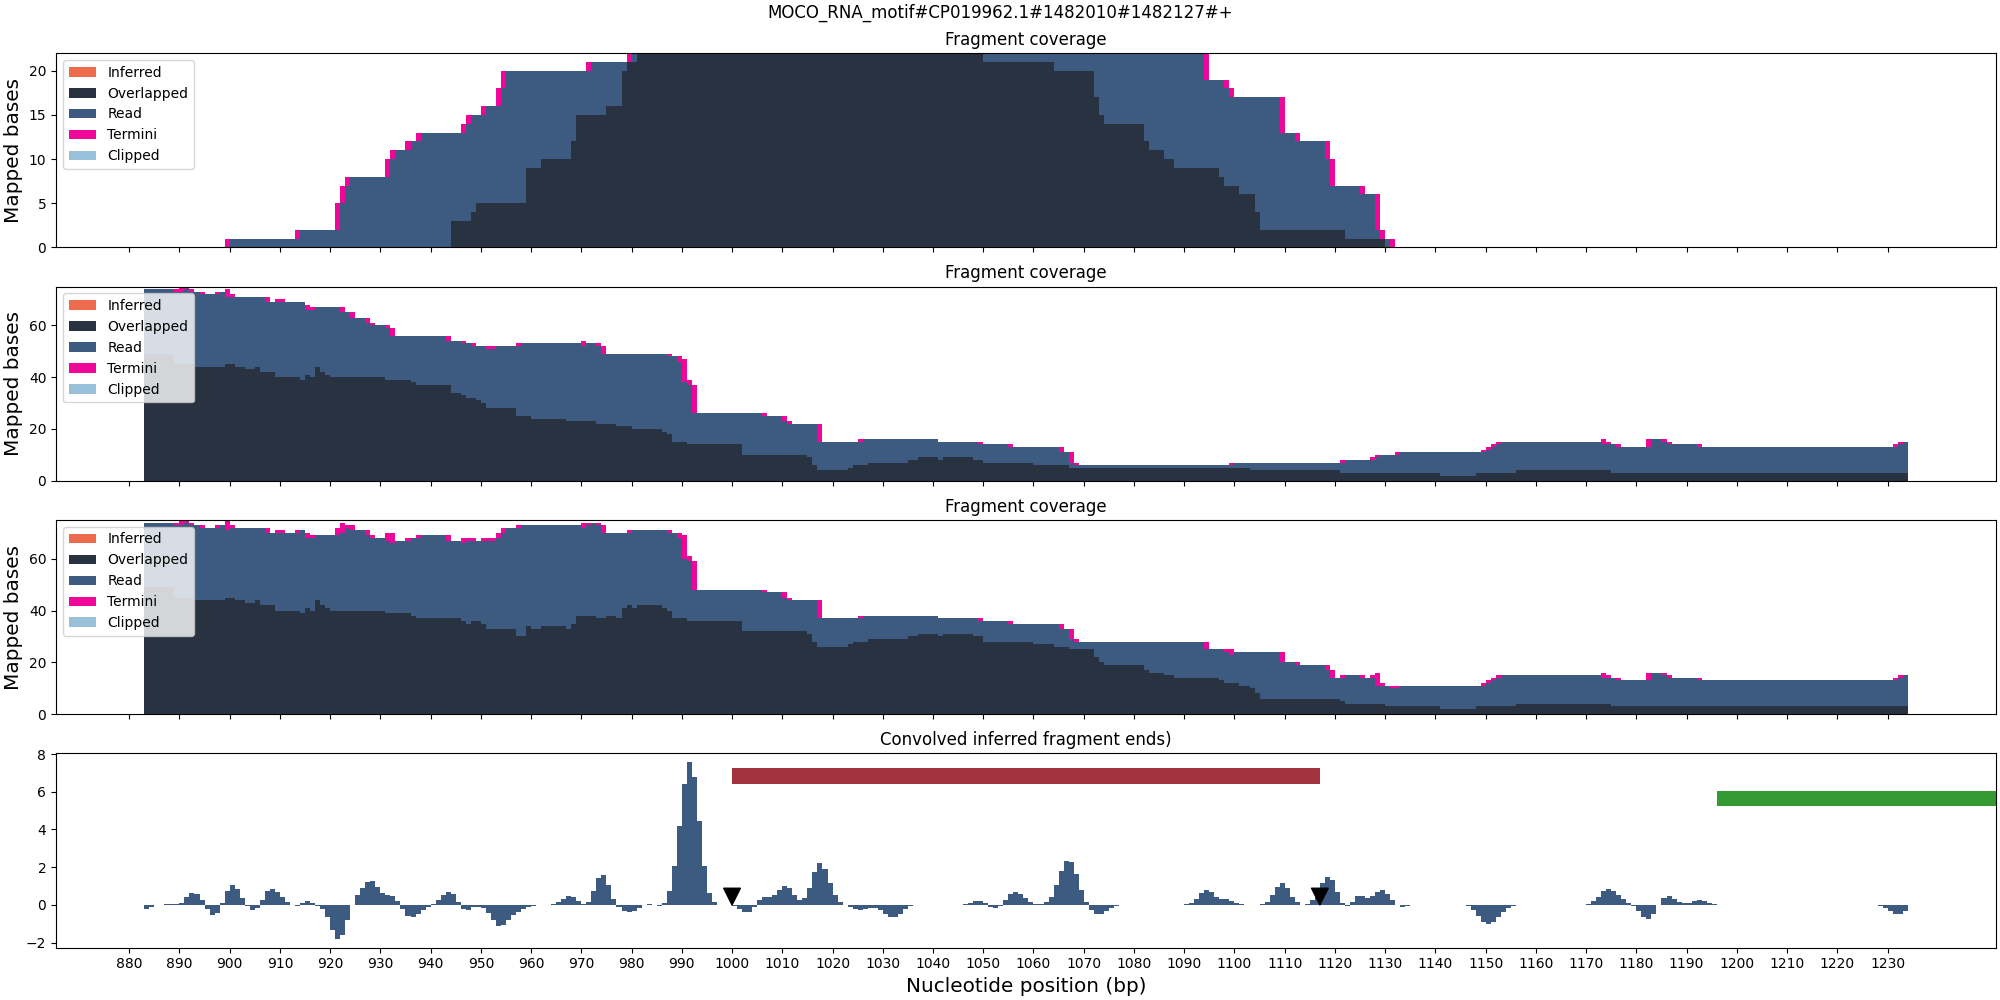 MOCO_RNA_motif#CP019962.1#1482010#1482127#+
Fragment coverage
Mapped bases
20
15
10
5
0
Inferred
Overlapped
Read
Termini
Clipped
Fragment coverage
Mapped bases
60
40
20
0
Inferred
Overlapped
Read
Termini
Clipped
Fragment coverage
Mapped bases
60
40
20
0
Inferred
Overlapped
Read
Termini
Clipped
Convolved inferred fragment ends)
8
6
4
2
0
−2
880 890 900 910 920 930 940 950 960 970 980 990 1000 1010 1020 1030 1040 1050 1060 1070 1080 1090 1100 1110 1120 1130 1140 1150 1160 1170 1180 1190 1200 1210 1220 1230
Nucleotide position (bp)